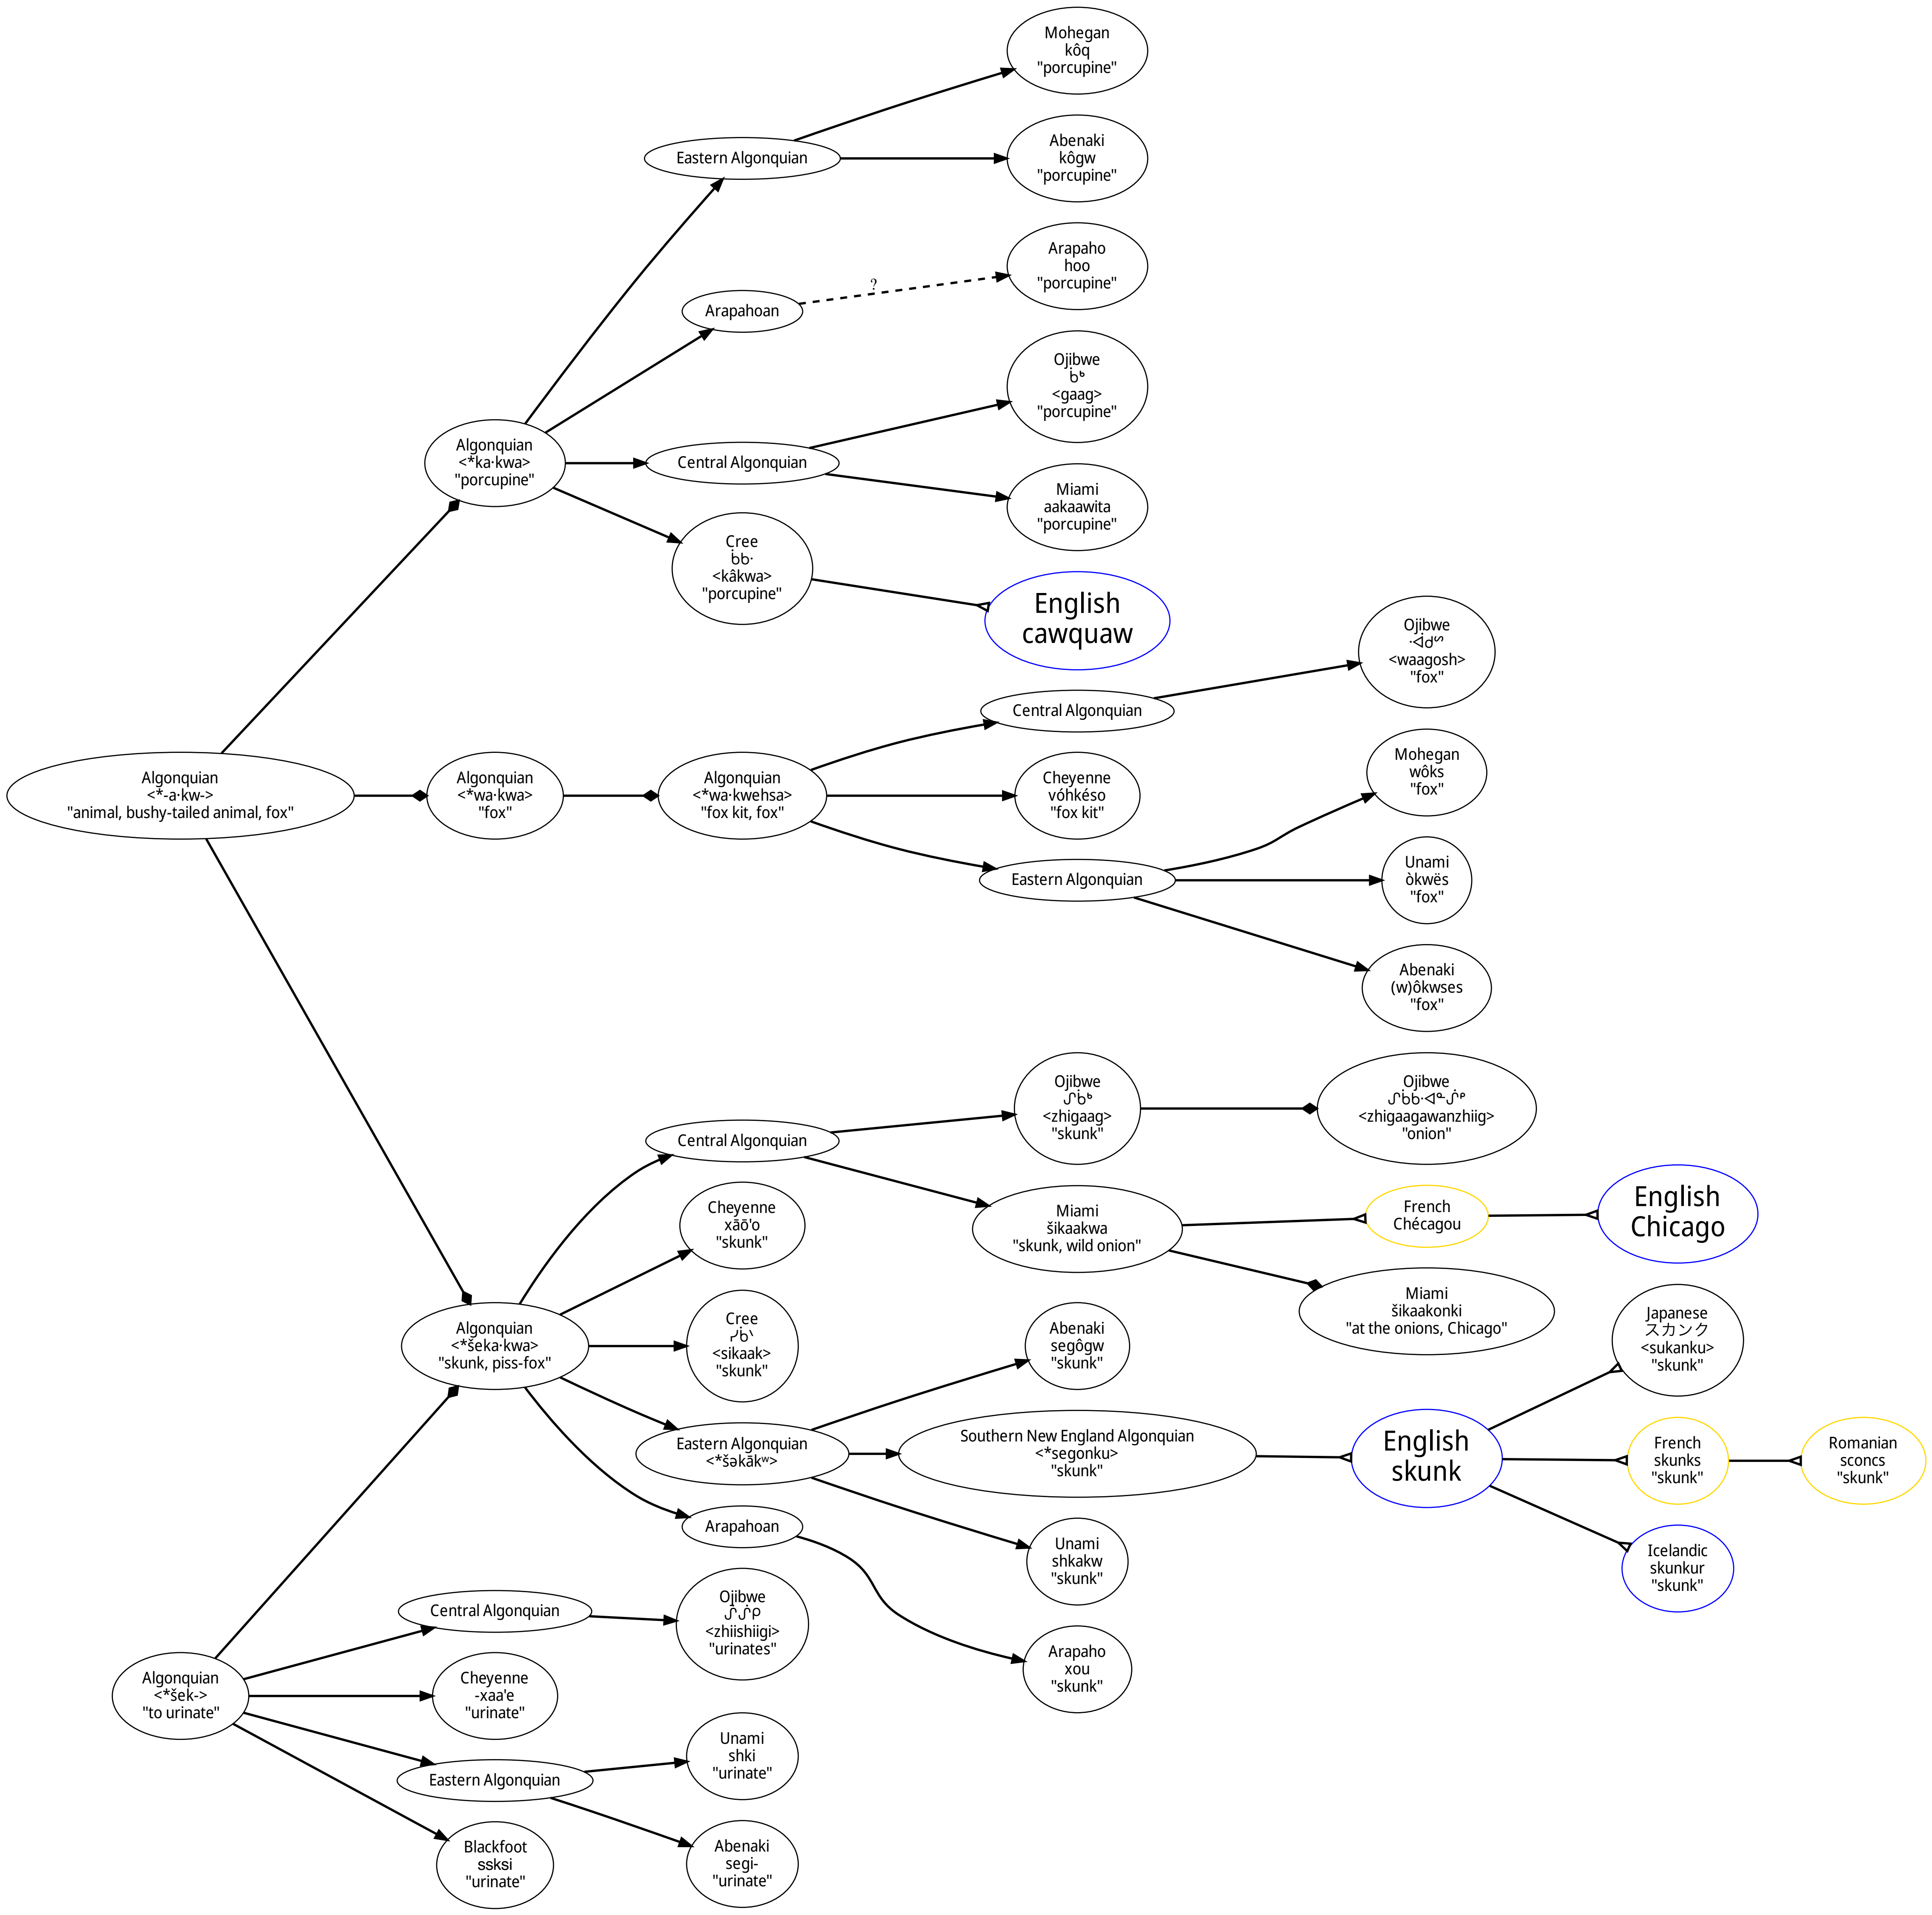 Mohegan
kôq
"porcupine"
Eastern Algonquian
Abenaki
kôgw
"porcupine"
Arapaho
hoo
"porcupine"
?
Arapahoan
Ojibwe
ᑳᒃ
<gaag>
"porcupine"
Algonquian
<*ka·kwa>
"porcupine"
Central Algonquian
Miami
aakaawita
"porcupine"
Cree
ᑳᑲᐧ
<kâkwa>
"porcupine"
English
cawquaw
Ojibwe
ᐧᐋᑯᔥ
<waagosh>
"fox"
Central Algonquian
Algonquian
<*-a·kw->
"animal, bushy-tailed animal, fox"
Algonquian
<*wa·kwa>
"fox"
Algonquian
<*wa·kwehsa>
"fox kit, fox"
Cheyenne
vóhkéso
"fox kit"
Mohegan
wôks
"fox"
Eastern Algonquian
Unami
òkwës
"fox"
Abenaki
(w)ôkwses
"fox"
Ojibwe
ᔑᑳᒃ
<zhigaag>
"skunk"
Ojibwe
ᔑᑳᑲᐧᐊᓐᔒᒡ
<zhigaagawanzhiig>
"onion"
Central Algonquian
Cheyenne
xāō'o
"skunk"
Miami
šikaakwa
"skunk, wild onion"
French
Chécagou
English
Chicago
Miami
šikaakonki
"at the onions, Chicago"
Algonquian
<*šeka·kwa>
"skunk, piss-fox"
Cree
ᓯᑳᐠ
<sikaak>
"skunk"
Abenaki
segôgw
"skunk"
Japanese
スカンク
<sukanku>
"skunk"
Eastern Algonquian
<*šəkākʷ>
Southern New England Algonquian
<*segonku>
"skunk"
English
skunk
French
skunks
"skunk"
Romanian
sconcs
"skunk"
Arapahoan
Unami
shkakw
"skunk"
Icelandic
skunkur
"skunk"
Central Algonquian
Ojibwe
ᔒᔒᑭ
<zhiishiigi>
"urinates"
Arapaho
xou
"skunk"
Algonquian
<*šek->
"to urinate"
Cheyenne
-xaa'e
"urinate"
Eastern Algonquian
Unami
shki
"urinate"
Blackfoot
ssksi
"urinate"
Abenaki
segi-
"urinate"